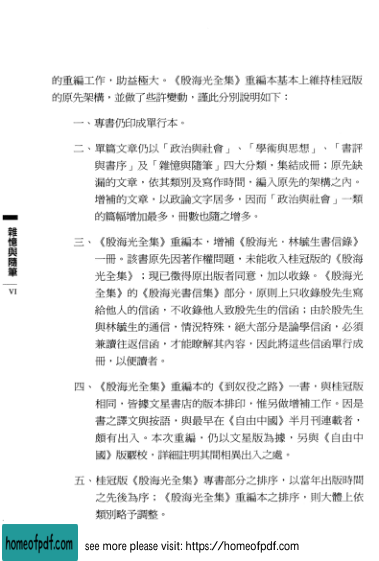 的重編工作，助益極大。《殷海光全集》重編本基本上維持桂冠版
的原先架構，並做了些許變動，謹此分別說明如下：
一、專書仍印成單行本。
二、單篇文章仍以「政治與社會」、「學術與思想」、「書評
與書序」及「雜憶與隨筆」四大分類，集結成冊；原先缺
漏的文章，依其類別及寫作時間，編入原先的架構之內。
增補的文章，以政論文字居多，因而「政治與社會」一類
的篇幅增加最多，冊數也隨之增多。
三、《殷海光全集》重編本，增補《殷海光．林毓生書信錄》
一冊。該書原先因著作權問題，未能收入桂冠版的《殷海
光全集》；現已徵得原出版者同意，加以收錄。《殷海光
全集》的《殷海光書信集》部分，原則上只收錄殷先生寫
給他人的信函，不收錄他人致殷先生的信函；由於殷先生
與林毓生的通信，情況特殊，絕大部分是論學信函，必須
兼讀往返信函，才能瞭解其內容，因此將這些信函單行成
冊，以便讀者。
四、《殷海光全集》重編本的《到奴役之路》一書，與桂冠版
相同，皆據文星書店的版本排印，惟另做增補工作。因是
書之譯文與按語，與最早在《自由中國》半月刊連載者，
頗有出入。本次重編，仍以文星版為據，另與《自由中
國》版覈校，詳細註明其間相異出入之處。
五、桂冠版《殷海光全集》專書部分之排序，以當年出版時間
之先後為序；《殷海光全集》重編本之排序，則大體上依
類別略予調整。
雜憶與隨筆
VI
homeofpdf.com
see more please visit: https://homeofpdf.com